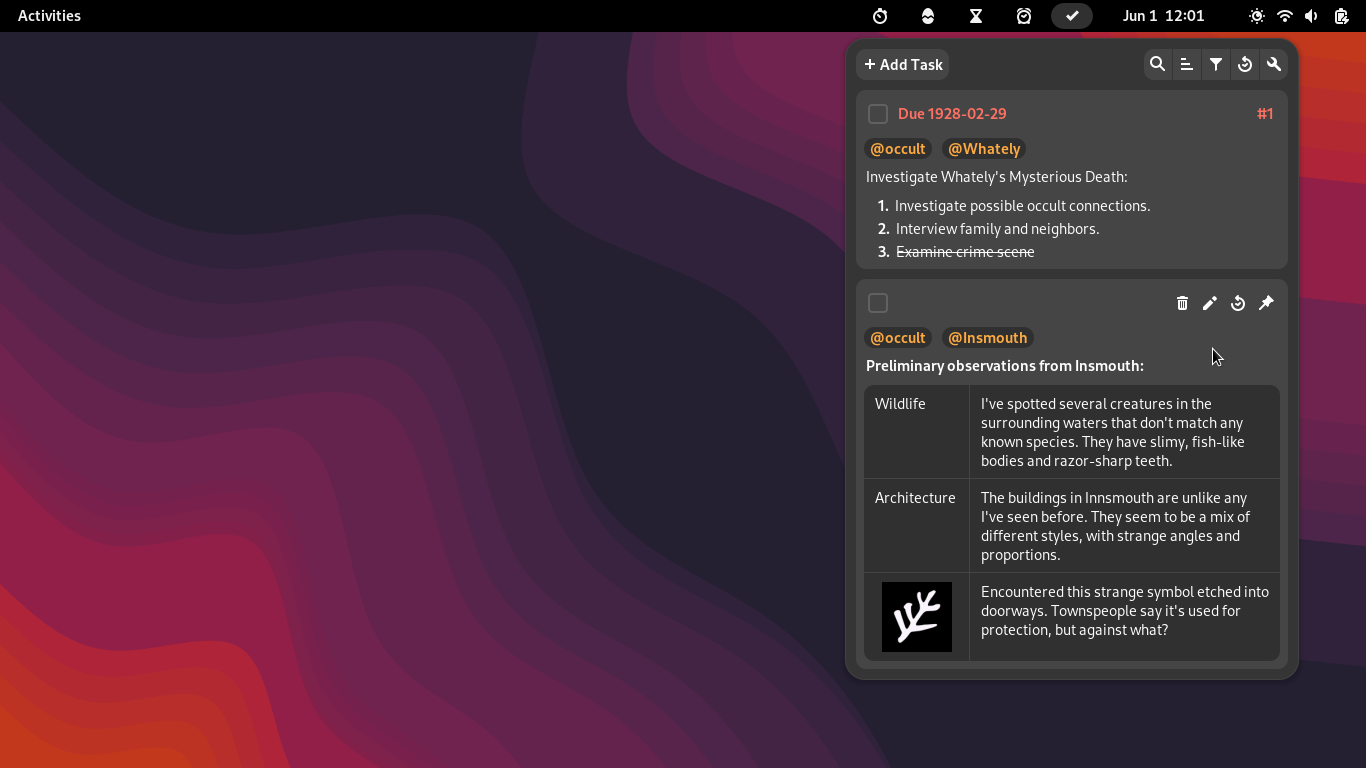 Activities
Jun 1 12:01
Add Task
Due 1928-02-29 #1
@occult @Whately
Investigate Whately's Mysterious Death:
1. Investigate possible occult connections.
2. Interview family and neighbors.
3. Examine crime scene
@occult @Insmouth
Preliminary observations from Insmouth:
Wildlife
I've spotted several creatures in the
surrounding waters that don't match any
known species. They have slimy, fish-like
bodies and razor-sharp teeth.
Architecture
The buildings in Innsmouth are unlike any
I've seen before. They seem to be a mix of
different styles, with strange angles and
proportions.
Encountered this strange symbol etched into
doorways. Townspeople say it's used for
protection, but against what?